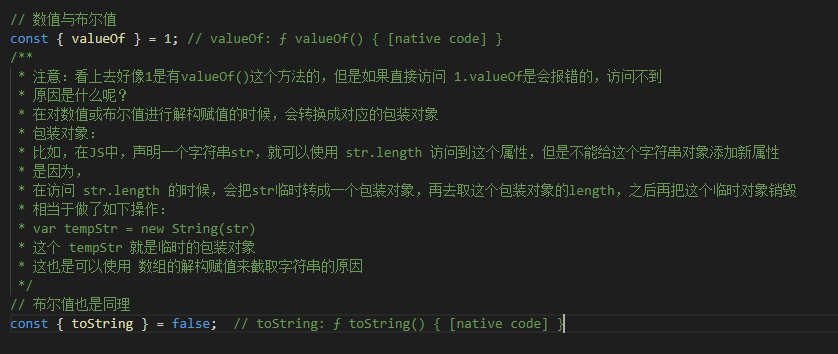 // 数值与布尔值
const { valueOf } = 1; // valueOf: ƒ valueOf() { [native code] }
/**
 * 注意：看上去好像1是有valueOf()这个方法的，但是如果直接访问 1.valueOf是会报错的，访问不到
 * 原因是什么呢？
 * 在对数值或布尔值进行解构赋值的时候，会转换成对应的包装对象
 * 包装对象：
 * 比如，在JS中，声明一个字符串str，就可以使用 str.length 访问到这个属性，但是不能给这个字符串对象添加新属性
 * 是因为，
 * 在访问 str.length 的时候，会把str临时转成一个包装对象，再去取这个包装对象的length，之后再把这个临时对象销毁
 * 相当于做了如下操作：
 * var tempStr = new String(str)
 * 这个 tempStr 就是临时的包装对象
 * 这也是可以使用 数组的解构赋值来截取字符串的原因
 */
// 布尔值也是同理
const { toString } = false;  // toString: ƒ toString() { [native code] }